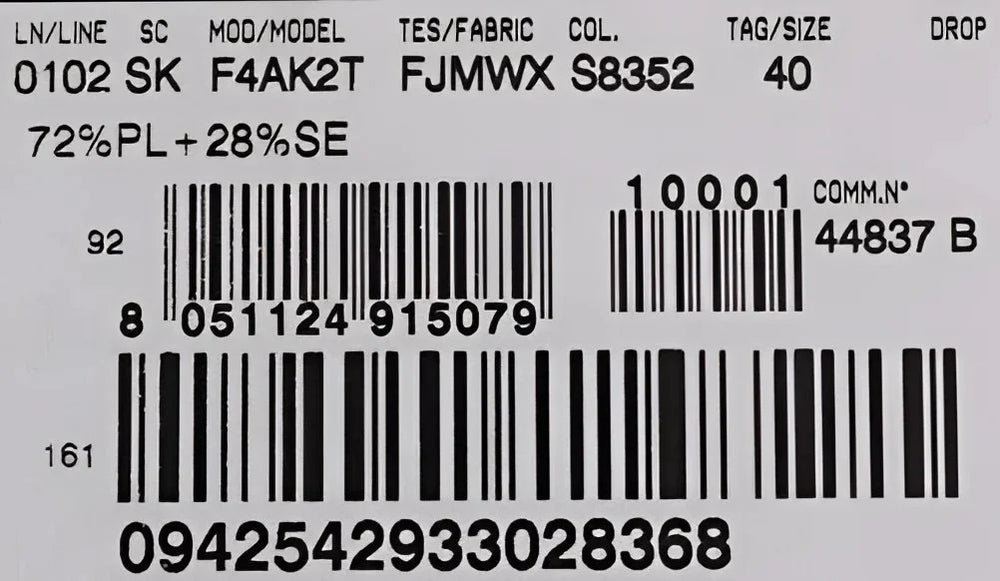 LN/LINE SC MOD/MODEL TES/FABRIC COL. TAG/SIZE DROP
0102 SK F4AK2T FJMWX S8352 40
72%PL+28%SE
10001 COMM.N°
92 44837 B
8 051124 915079
161
0942542933028368